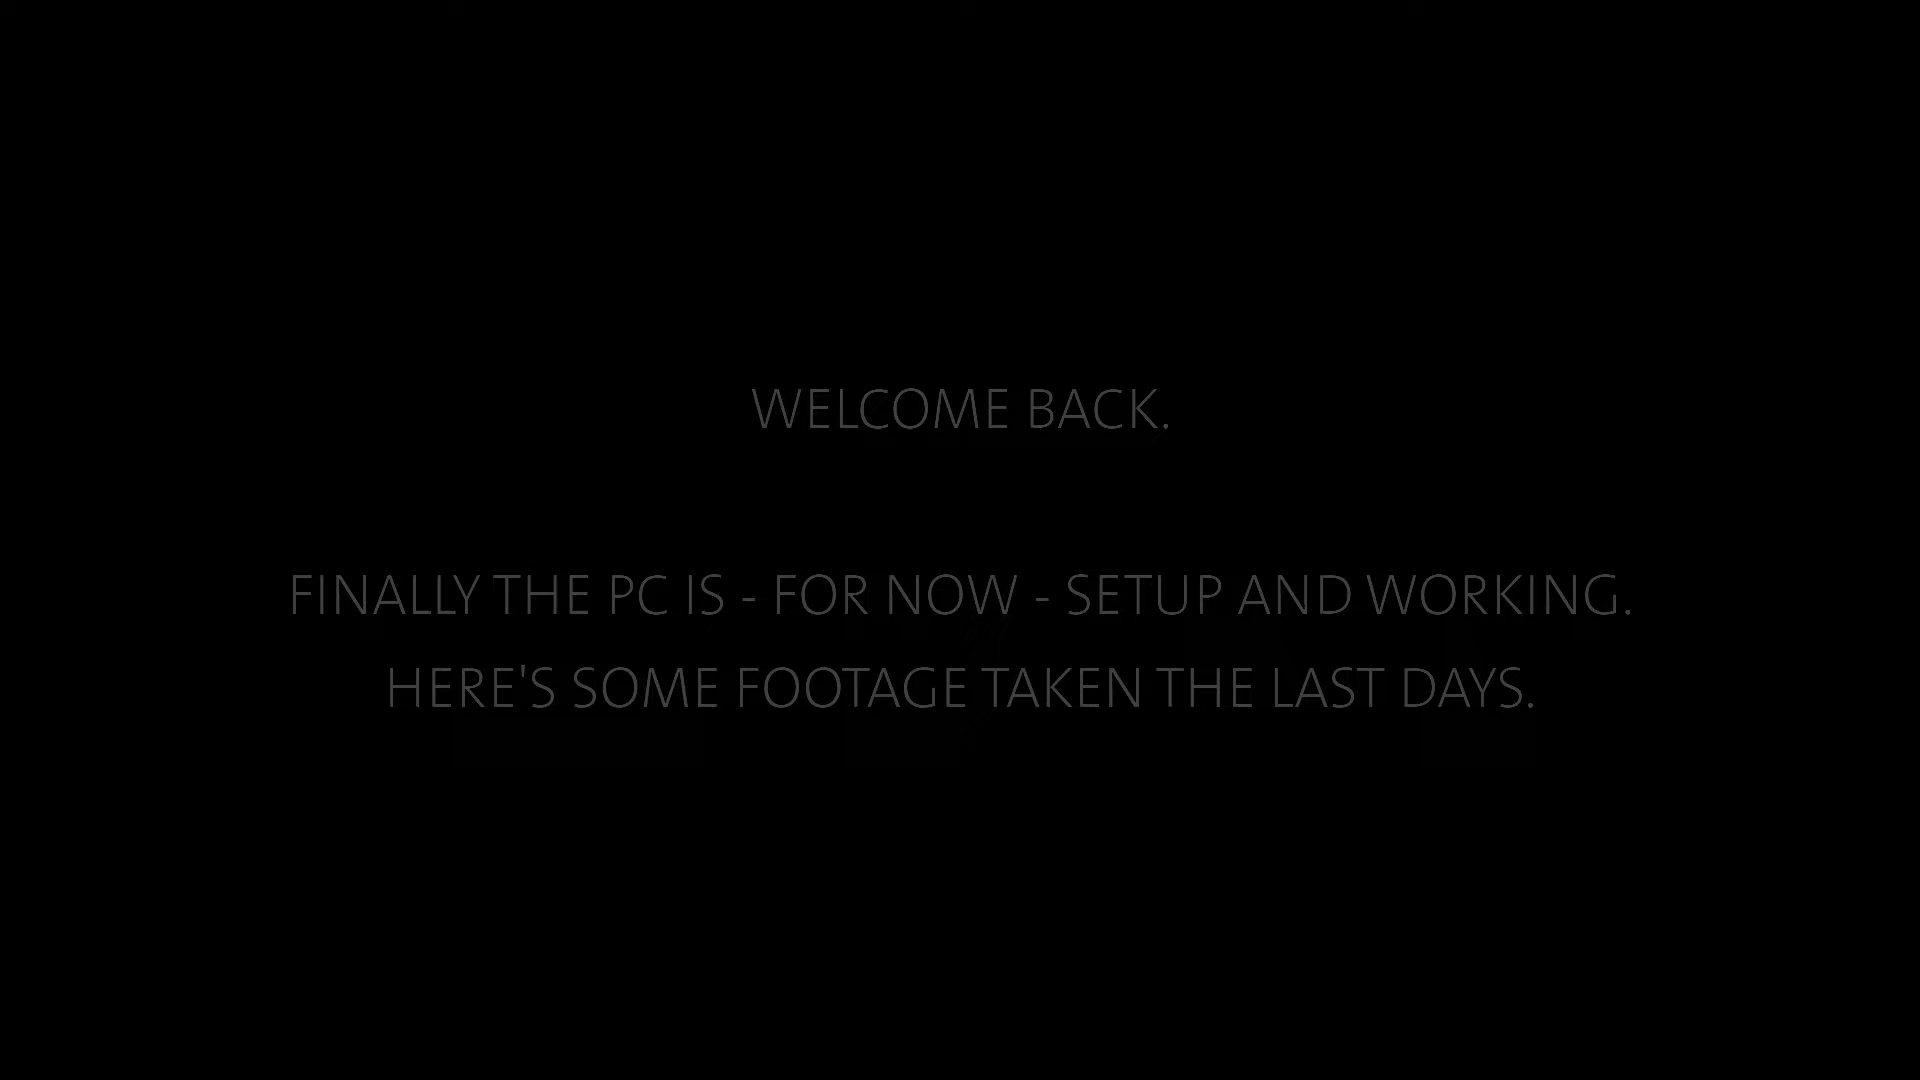 WELCOME BACK.
FINALLY THE PC IS - FOR NOW - SETUP AND WORKING.
HERE'S SOME FOOTAGE TAKEN THE LAST DAYS.